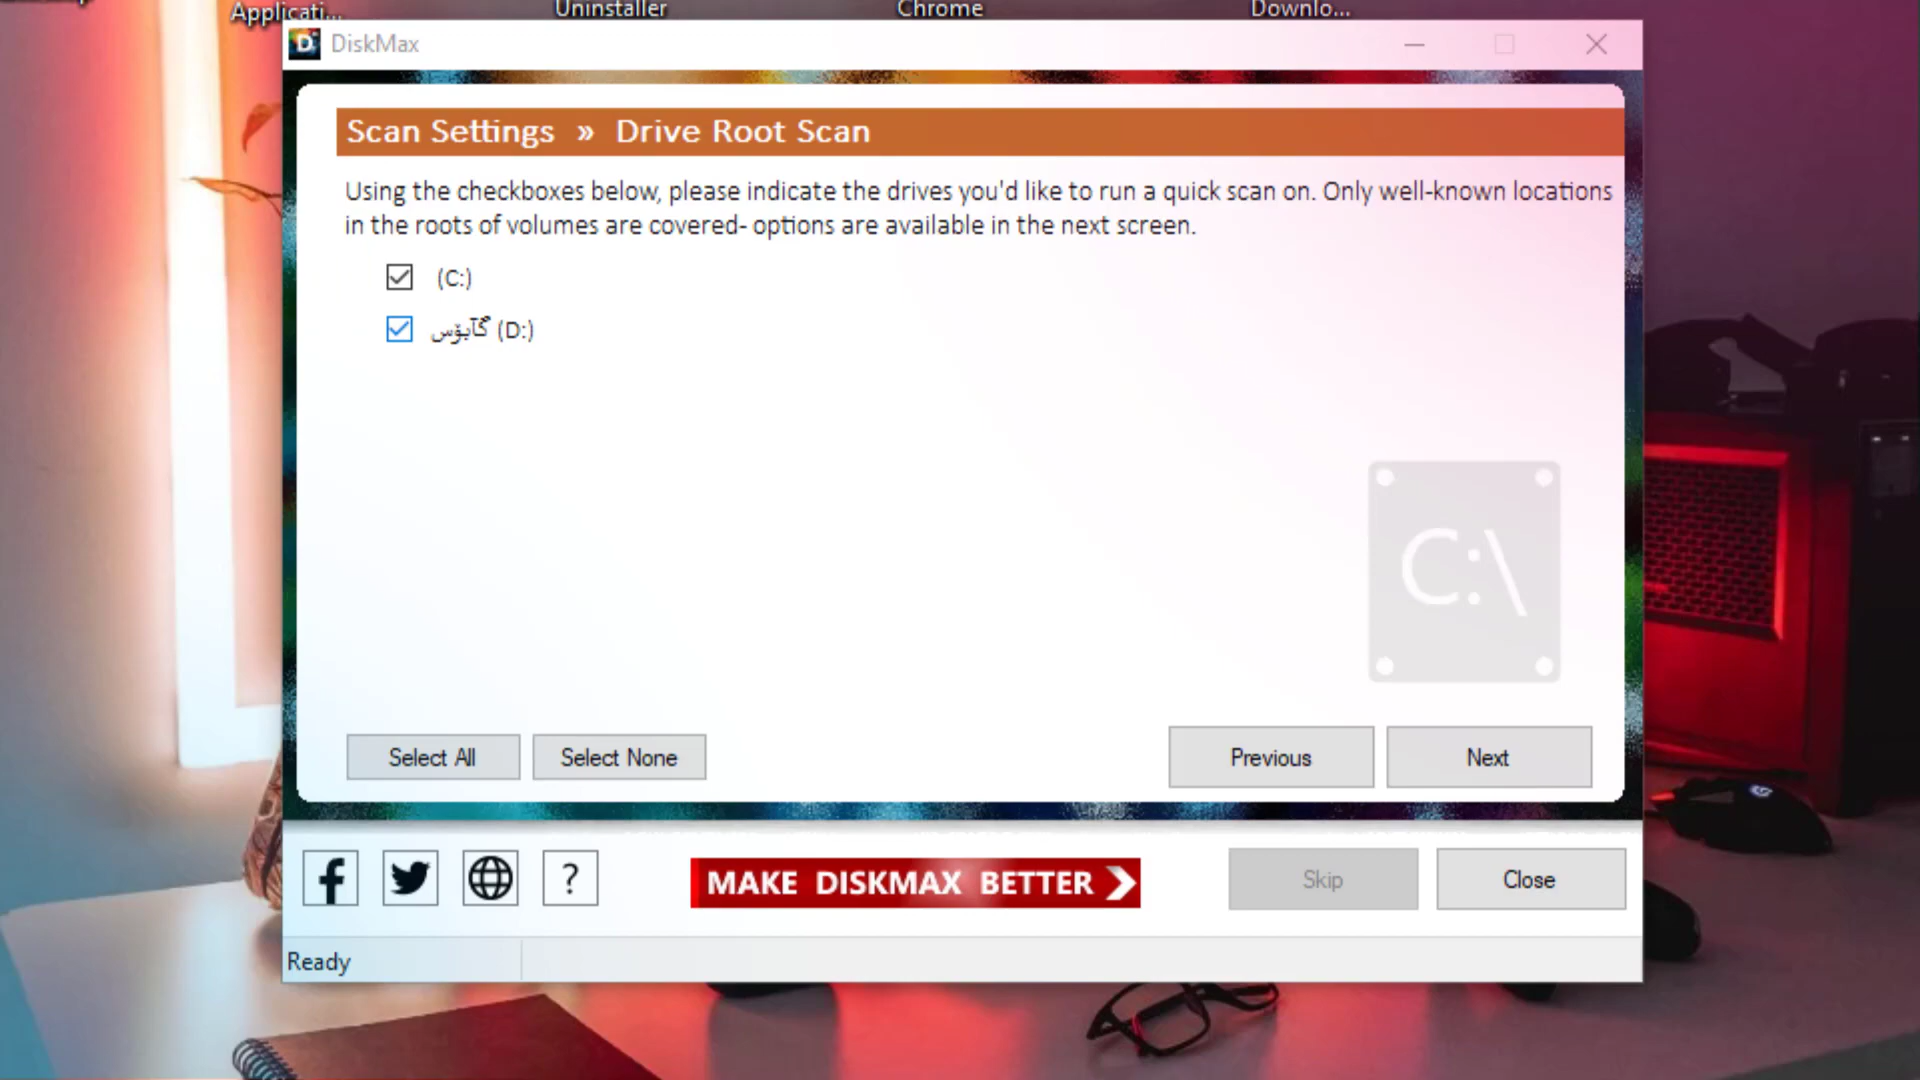 Applicati...
Uninstaller
Chrome
Downlo...
DiskMax
Scan Settings » Drive Root Scan
Using the checkboxes below, please indicate the drives you'd like to run a quick scan on. Only well-known locations
in the roots of volumes are covered- options are available in the next screen.
(C:)
گآبۆس (D:)
C:\
Select All
Select None
Previous
Next
?
MAKE DISKMAX BETTER
Skip
Close
Ready